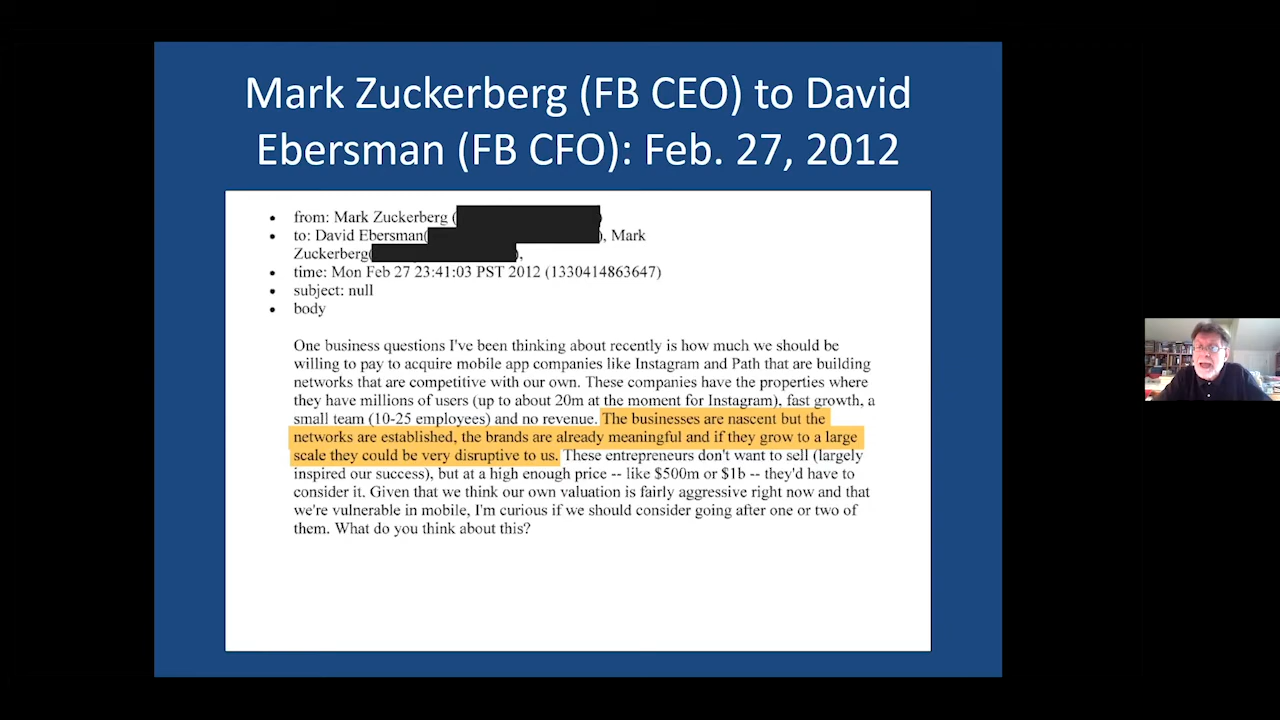 Mark Zuckerberg (FB CEO) to David
Ebersman (FB CFO): Feb. 27, 2012
• from: Mark Zuckerberg ( )
• to: David Ebersman( ), Mark
Zuckerberg( ),
• time: Mon Feb 27 23:41:03 PST 2012 (1330414863647)
• subject: null
• body
One business questions I've been thinking about recently is how much we should be
willing to pay to acquire mobile app companies like Instagram and Path that are building
networks that are competitive with our own. These companies have the properties where
they have millions of users (up to about 20m at the moment for Instagram), fast growth, a
small team (10-25 employees) and no revenue. The businesses are nascent but the
networks are established, the brands are already meaningful and if they grow to a large
scale they could be very disruptive to us. These entrepreneurs don't want to sell (largely
inspired our success), but at a high enough price -- like $500m or $1b -- they'd have to
consider it. Given that we think our own valuation is fairly aggressive right now and that
we're vulnerable in mobile, I'm curious if we should consider going after one or two of
them. What do you think about this?